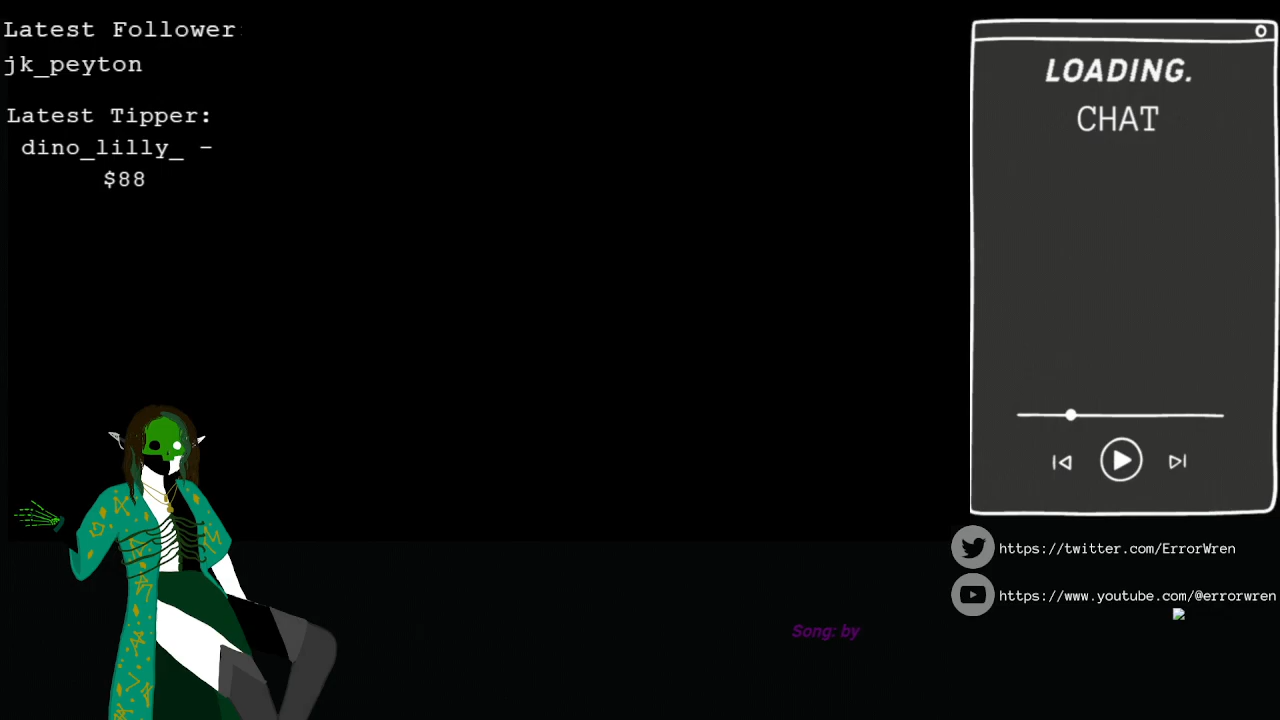 Latest Follower:
jk_peyton
Latest Tipper:
dino_lilly_ -
$88
LOADING.
CHAT
https://twitter.com/ErrorWren
https://www.youtube.com/@errorwren
Song: by